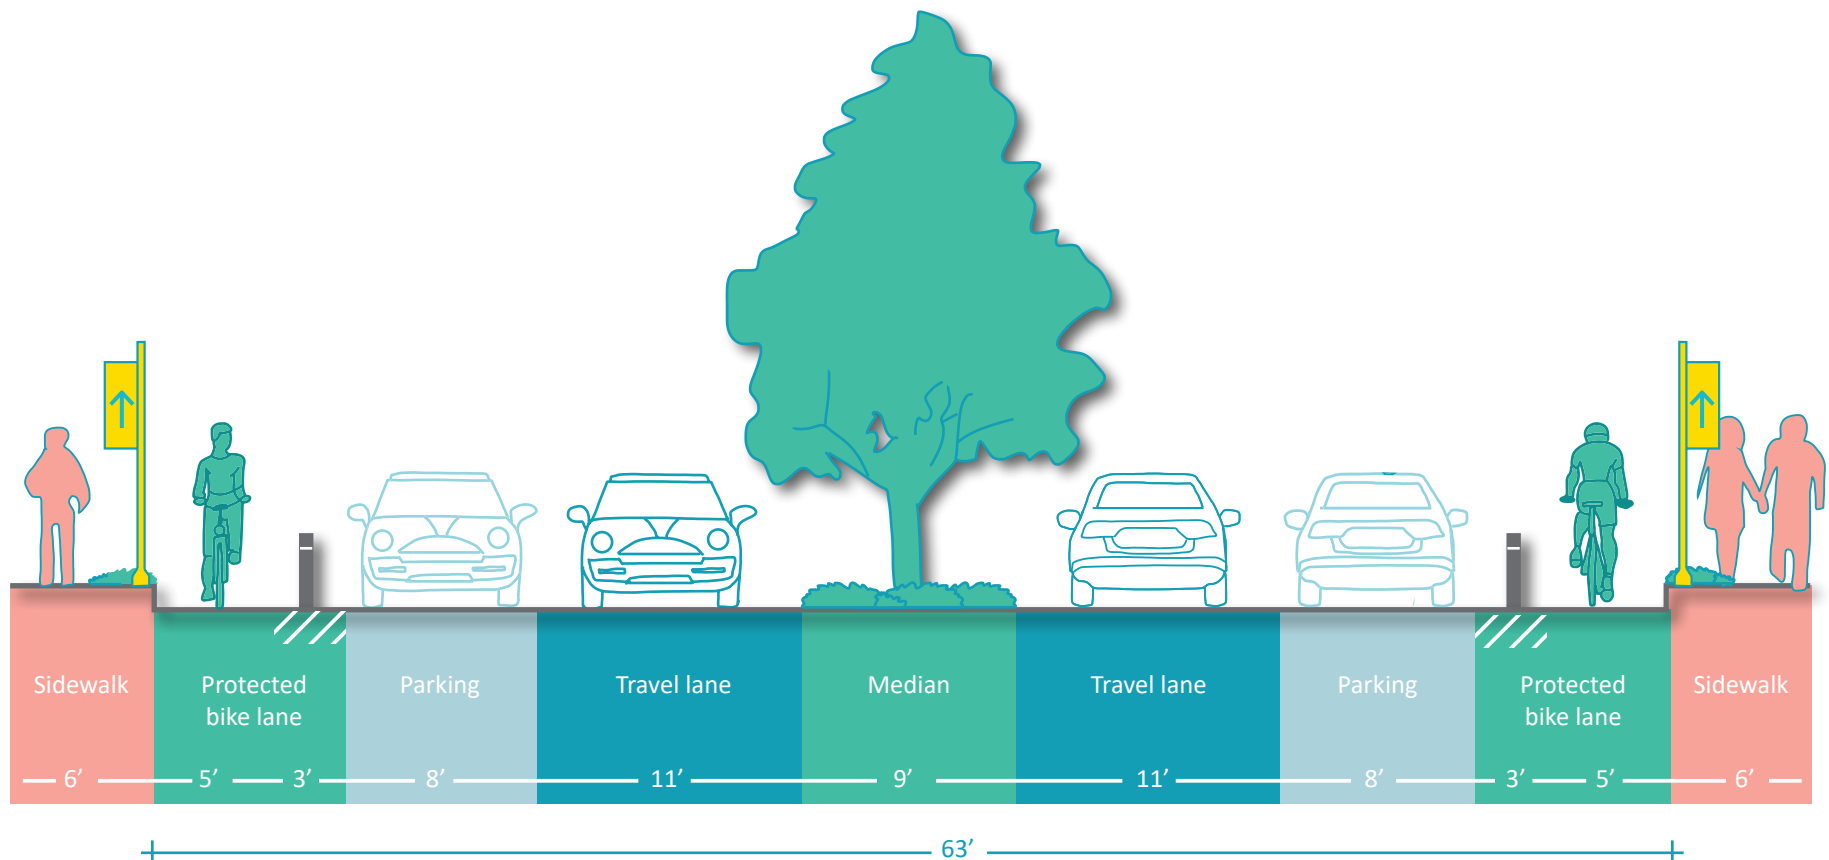 Sidewalk
Protected
bike lane
Parking
Travel lane
Median
Travel lane
Parking
Protected
bike lane
Sidewalk
6’ 5’ 3’ 8’ 11’ 9’ 11’ 8’ 3’ 5’ 6’
63’